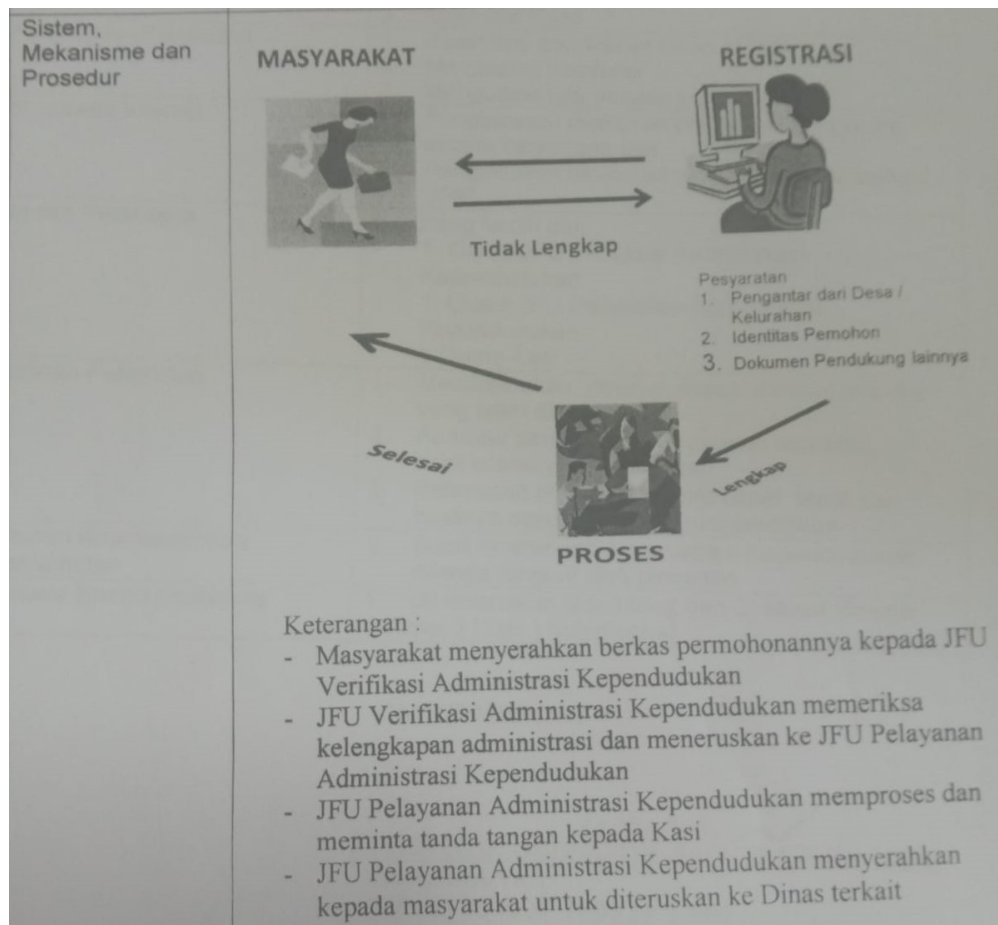 Sistem,
Mekanisme dan
Prosedur
MASYARAKAT
REGISTRASI
Tidak Lengkap
Pesyaratan
1. Pengantar dari Desa /
Kelurahan
2. Identitas Pemohon
3. Dokumen Pendukung lainnya
Selesai
Lengkap
PROSES
Keterangan :
- Masyarakat menyerahkan berkas permohonannya kepada JFU
Verifikasi Administrasi Kependudukan
- JFU Verifikasi Administrasi Kependudukan memeriksa
kelengkapan administrasi dan meneruskan ke JFU Pelayanan
Administrasi Kependudukan
- JFU Pelayanan Administrasi Kependudukan memproses dan
meminta tanda tangan kepada Kasi
- JFU Pelayanan Administrasi Kependudukan menyerahkan
kepada masyarakat untuk diteruskan ke Dinas terkait